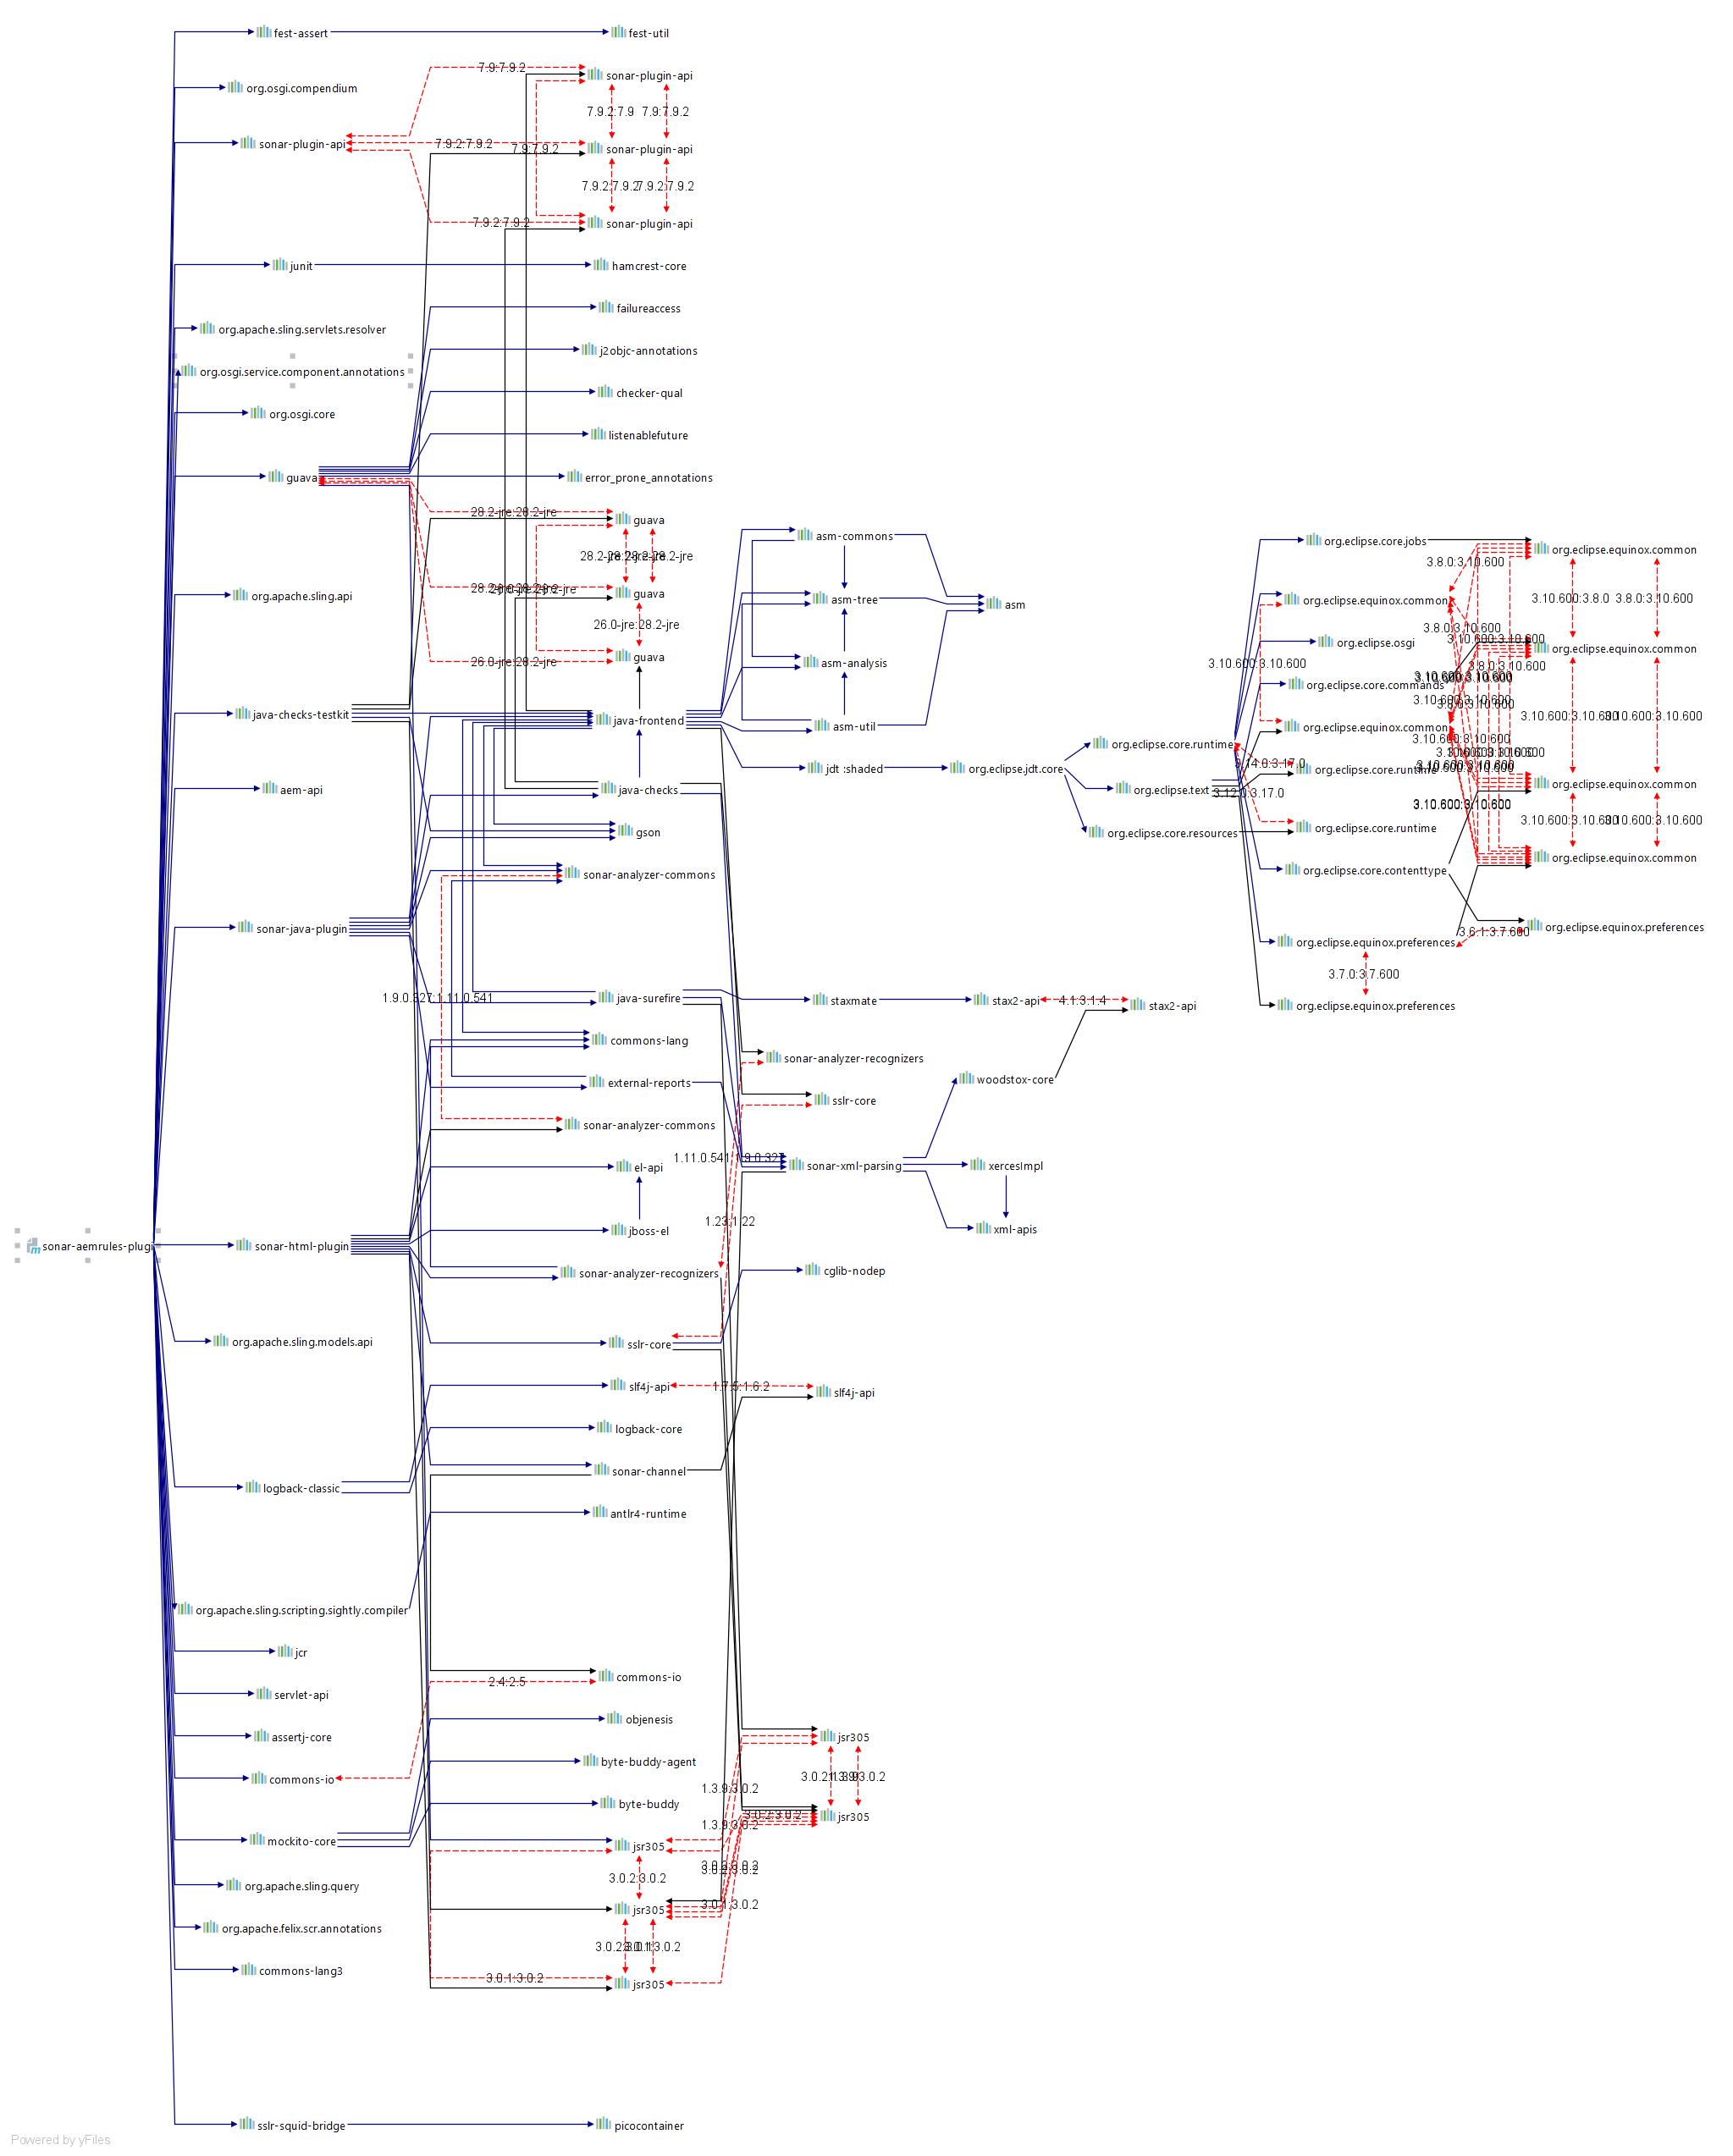 fest-assert
fest-util
sonar-plugin-api
7.9:7.9.2
org.osgi.compendium
7.9.2:7.9
7.9:7.9.2
sonar-plugin-api
7.9.2:7.9.2
7.9:7.9.2
sonar-plugin-api
7.9.2:7.9.2
7.9.2:7.9.2
sonar-plugin-api
7.9.2:7.9.2
junit
hamcrest-core
failureaccess
org.apache.sling.servlets.resolver
j2objc-annotations
org.osgi.service.component.annotations
checker-qual
org.osgi.core
listenablefuture
guava
error_prone_annotations
28.2-jre:28.2-jre
guava
asm-commons
org.eclipse.core.jobs
org.eclipse.equinox.common
3.8.0:3.10.600
org.apache.sling.api
guava
asm-tree
asm
org.eclipse.equinox.common
3.10.600:3.8.0
3.8.0:3.10.600
26.0-jre:28.2-jre
3.8.0:3.10.600
3.10.600:3.10.600
org.eclipse.osgi
org.eclipse.equinox.common
26.0-jre:28.2-jre
guava
asm-analysis
3.10.600:3.10.600
3.8.0:3.10.600
org.eclipse.core.commands
java-checks-testkit
java-frontend
asm-util
org.eclipse.equinox.common
3.10.600:3.10.600
3.10.600:3.10.600
org.eclipse.core.runtime
3.10.600:3.10.600
jdt :shaded
org.eclipse.jdt.core
3.14.0:3.17.0
org.eclipse.core.runtime
aem-api
java-checks
org.eclipse.text
3.12.0:3.17.0
org.eclipse.equinox.common
3.10.600:3.10.600
gson
org.eclipse.core.resources
org.eclipse.core.runtime
3.10.600:3.10.600
3.10.600:3.10.600
org.eclipse.equinox.common
sonar-analyzer-commons
org.eclipse.core.contenttype
sonar-java-plugin
org.eclipse.equinox.preferences
3.6.1:3.7.600
org.eclipse.equinox.preferences
3.7.0:3.7.600
1.9.0.327:1.11.0.541
java-surefire
staxmate
stax2-api
4.1:3.1.4
stax2-api
org.eclipse.equinox.preferences
commons-lang
sonar-analyzer-recognizers
external-reports
woodstox-core
sslr-core
sonar-analyzer-commons
el-api
1.11.0.541:1.9.0.327
sonar-xml-parsing
xercesImpl
1.23:1.22
jboss-el
xml-apis
sonar-aemrules-plugi
sonar-html-plugin
sonar-analyzer-recognizers
cglib-nodep
org.apache.sling.models.api
sslr-core
slf4j-api
1.7.5:1.6.2
slf4j-api
logback-core
logback-classic
sonar-channel
antlr4-runtime
org.apache.sling.scripting.sightly.compiler
jcr
commons-io
2.4:2.5
servlet-api
objenesis
assertj-core
jsr305
byte-buddy-agent
commons-io
1.3.9:3.0.2
3.0.2:1.3.9
1.3.9:3.0.2
byte-buddy
3.0.2:3.0.2
jsr305
1.3.9:3.0.2
mockito-core
jsr305
3.0.2:3.0.2
3.0.2:3.0.2
org.apache.sling.query
jsr305
3.0.1:3.0.2
org.apache.felix.scr.annotations
3.0.2:3.0.1
3.0.1:3.0.2
commons-lang3
3.0.1:3.0.2
jsr305
sslr-squid-bridge
picocontainer
Powered by yFiles